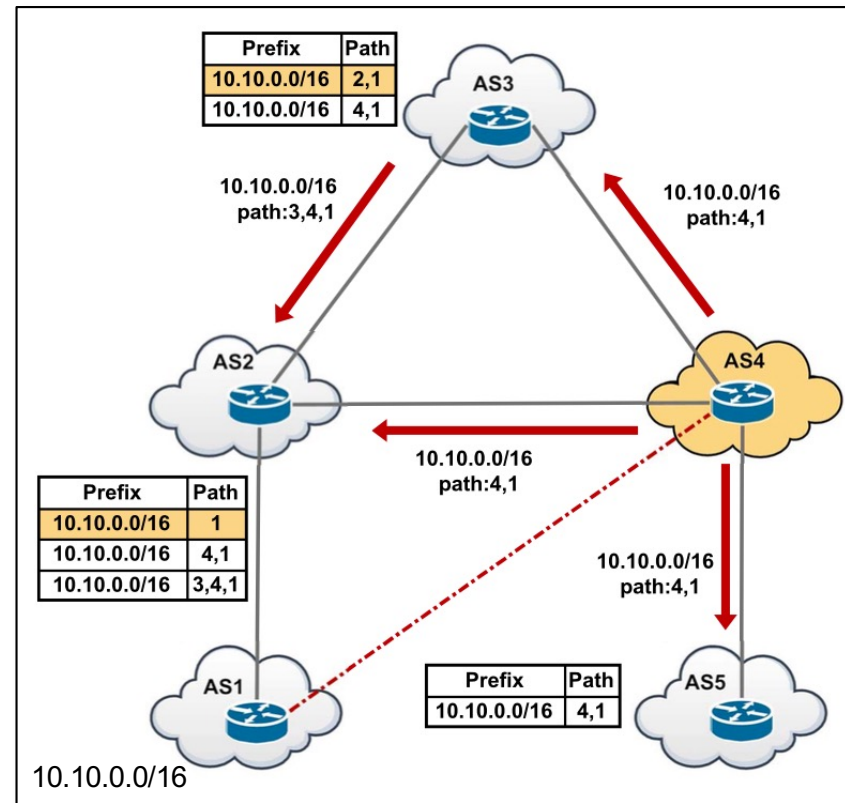 Prefix Path
10.10.0.0/16 2,1
10.10.0.0/16 4,1
AS3
10.10.0.0/16
path:3,4,1
10.10.0.0/16
path:4,1
AS2
AS4
10.10.0.0/16
path:4,1
Prefix Path
10.10.0.0/16 1
10.10.0.0/16 4,1
10.10.0.0/16 3,4,1
10.10.0.0/16
path:4,1
AS1
Prefix Path
10.10.0.0/16 4,1
AS5
10.10.0.0/16